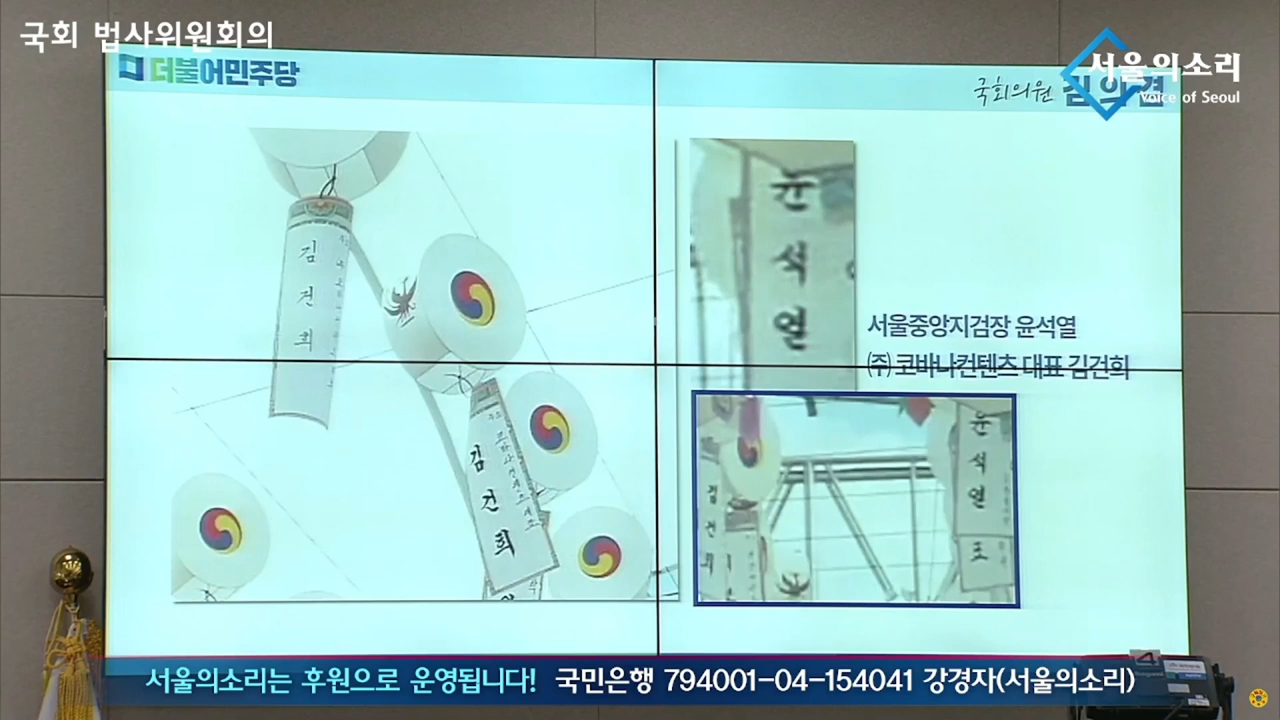 국회 법사위원회의
더불어민주당
국회의원
서울의소리
Voice of Seoul
김건희
윤석열
서울중앙지검장 윤석열
㈜ 코바나컨텐츠 대표 김건희
김건희
윤석열
서울의소리는 후원으로 운영됩니다! 국민은행 794001-04-154041 강경자(서울의소리)